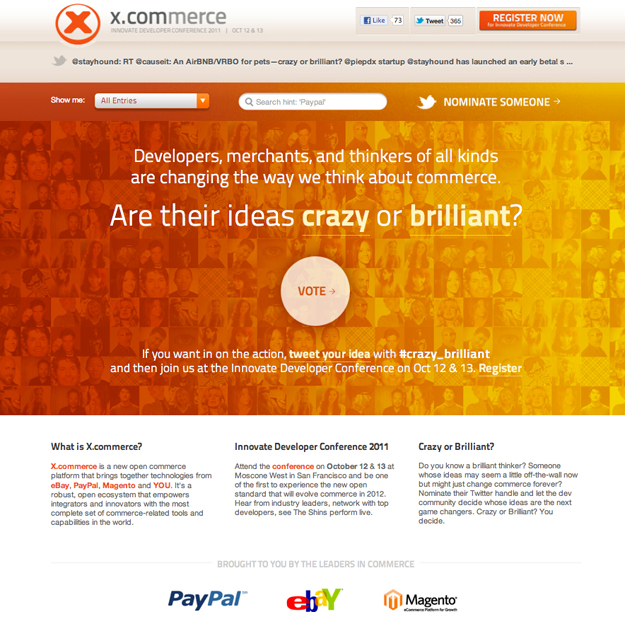 x.commerce
INNOVATE DEVELOPER CONFERENCE 2011 | OCT 12 & 13
Like 73
Tweet 365
REGISTER NOW
for Innovate Developer Conference
@stayhound: RT @causeit: An AirBNB/VRBO for pets—crazy or brilliant? @piepdx startup @stayhound has launched an early beta! s ...
Show me:
All Entries
Search hint: 'Paypal'
NOMINATE SOMEONE →
Developers, merchants, and thinkers of all kinds
are changing the way we think about commerce.
Are their ideas crazy or brilliant?
VOTE →
If you want in on the action, tweet your idea with #crazy_brilliant
and then join us at the Innovate Developer Conference on Oct 12 & 13. Register
What is X.commerce?
X.commerce is a new open commerce
platform that brings together technologies from
eBay, PayPal, Magento and YOU. It's a
robust, open ecosystem that empowers
integrators and innovators with the most
complete set of commerce-related tools and
capabilities in the world.
Innovate Developer Conference 2011
Attend the conference on October 12 & 13 at
Moscone West in San Francisco and be one
of the first to experience the new open
standard that will evolve commerce in 2012.
Hear from industry leaders, network with top
developers, see The Shins perform live.
Crazy or Brilliant?
Do you know a brilliant thinker? Someone
whose ideas may seem a little off-the-wall now
but might just change commerce forever?
Nominate their Twitter handle and let the dev
community decide whose ideas are the next
game changers. Crazy or Brilliant? You
decide.
BROUGHT TO YOU BY THE LEADERS IN COMMERCE
PayPal™
ebaY
Magento®
eCommerce Platform for Growth